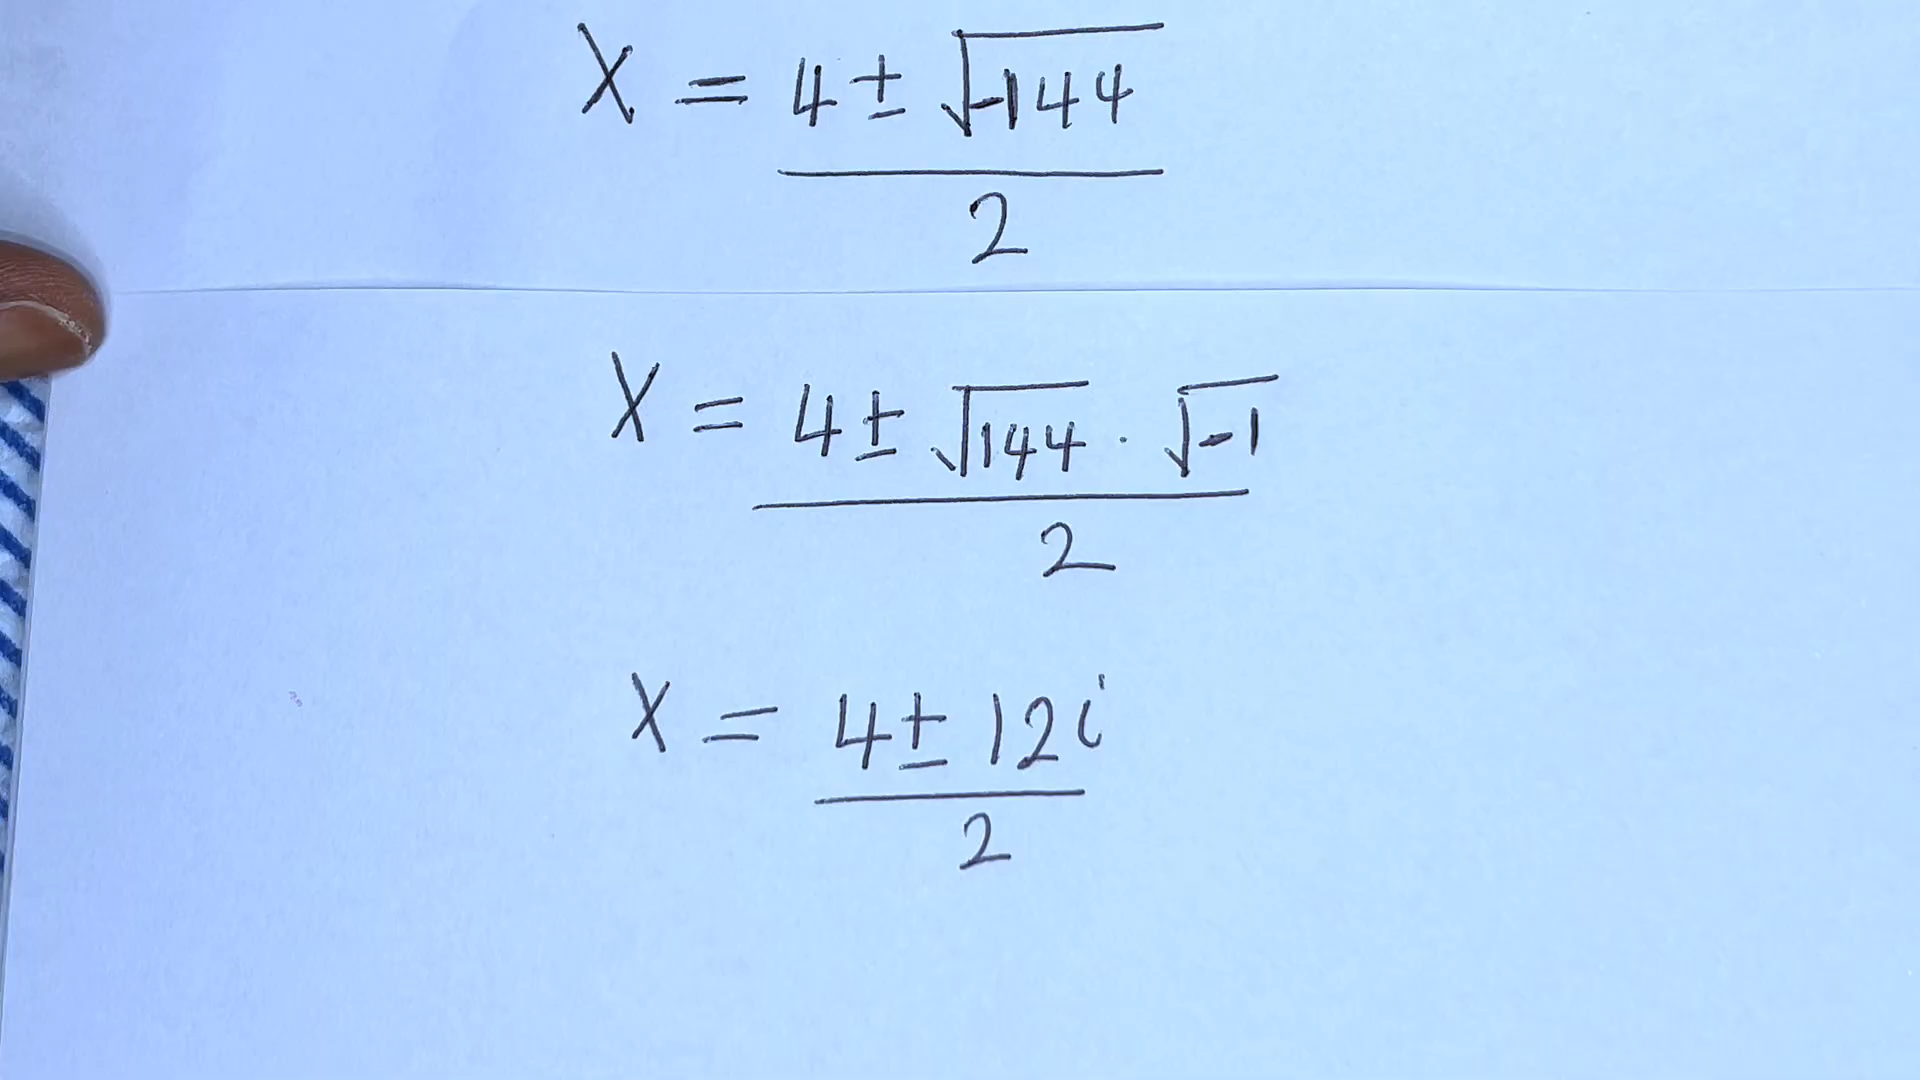 X = (4 ± √-144) / 2
X = (4 ± √144 · √-1) / 2
X = (4 ± 12i) / 2